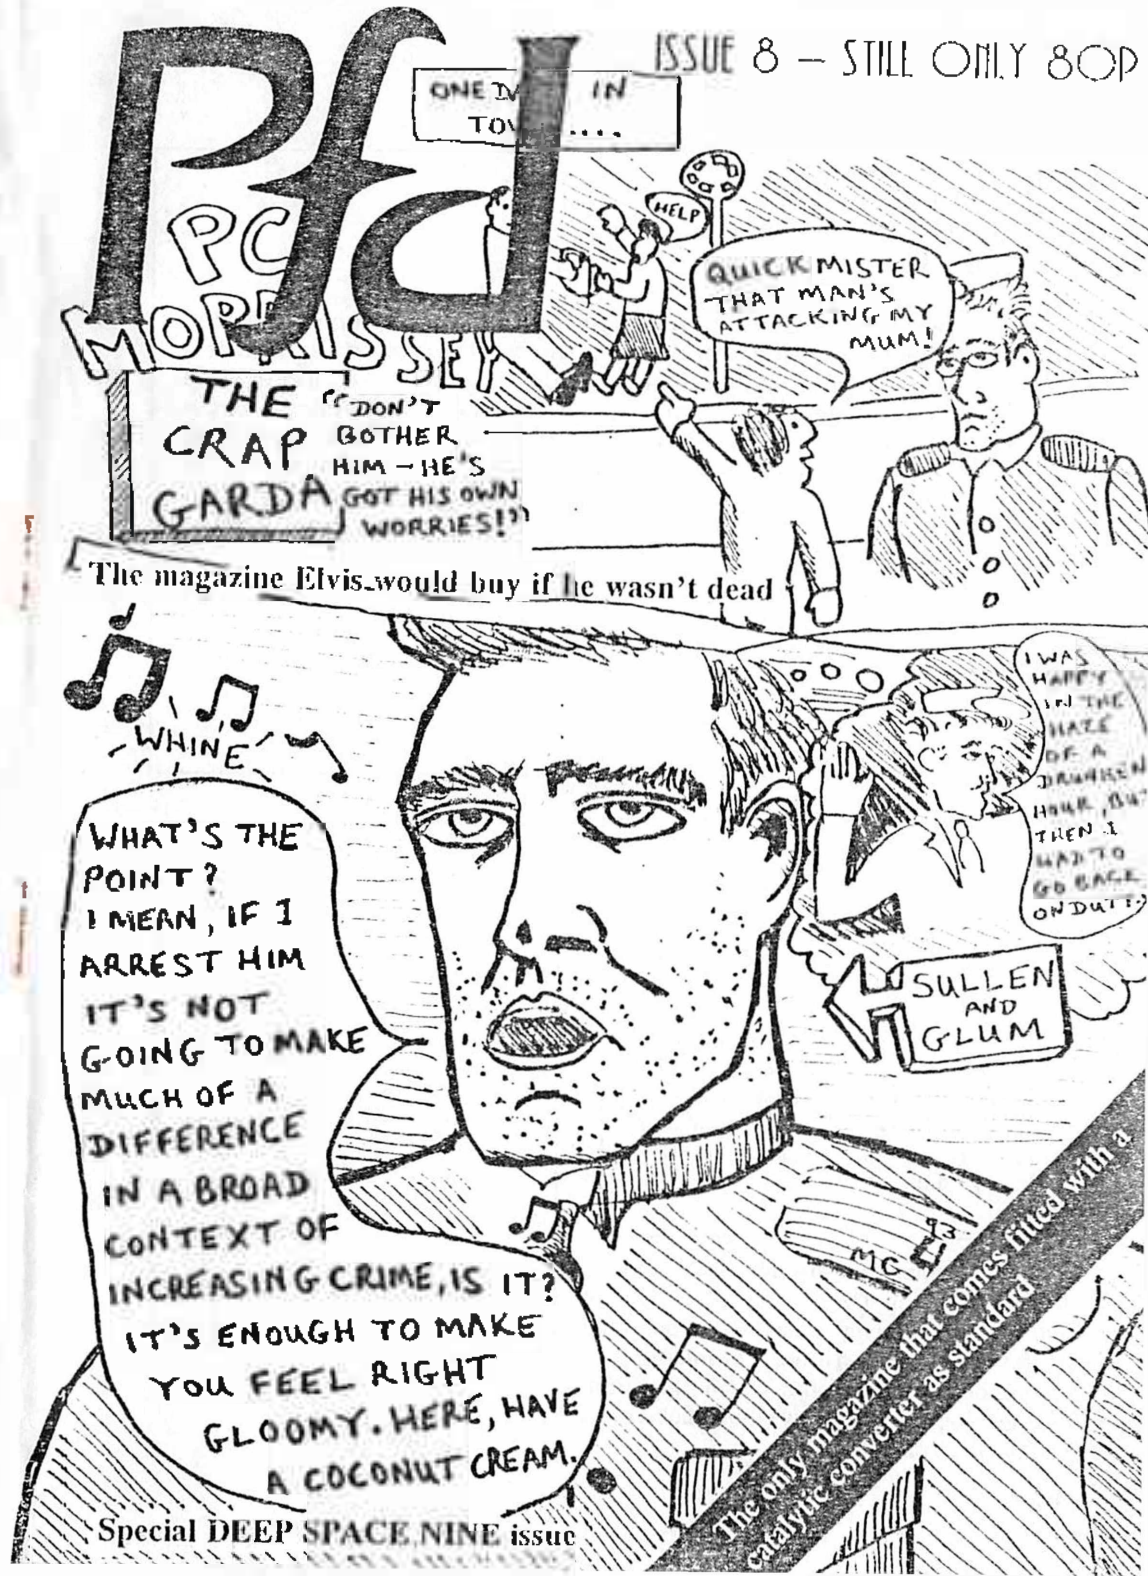 Pfd
ISSUE 8 – STILL ONLY 80P
ONE DAY IN
TOWN....
PC
MORRISSEY
HELP
QUICK MISTER
THAT MAN'S
ATTACKING MY
MUM!
THE
CRAP
GARDA
"DON'T
BOTHER
HIM – HE'S
GOT HIS OWN
WORRIES!"
The magazine Elvis would buy if he wasn't dead
WHINE
I WAS
HAPPY
IN THE
HAZE
OF A
DRUNKEN
HOUR, BUT
THEN I
HAD TO
GO BACK
ON DUTY.
WHAT'S THE
POINT?
I MEAN, IF I
ARREST HIM
IT'S NOT
GOING TO MAKE
MUCH OF A
DIFFERENCE
IN A BROAD
CONTEXT OF
INCREASING CRIME, IS IT?
IT'S ENOUGH TO MAKE
YOU FEEL RIGHT
GLOOMY. HERE, HAVE
A COCONUT CREAM.
SULLEN
AND
GLUM
MG
The only magazine that comes fitted with a
catalytic converter as standard
Special DEEP SPACE NINE issue